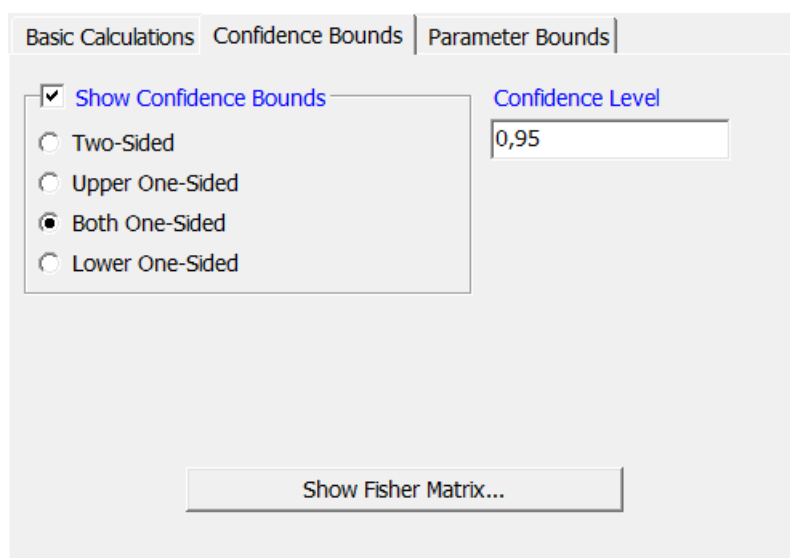 Basic Calculations Confidence Bounds Parameter Bounds
Show Confidence Bounds
Two-Sided
Upper One-Sided
Both One-Sided
Lower One-Sided
Confidence Level
0,95
Show Fisher Matrix...